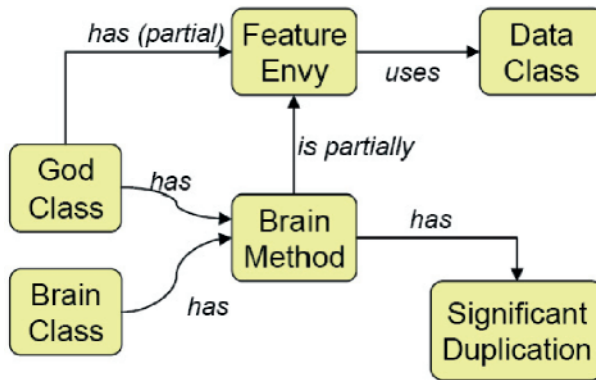 has (partial)
Feature
Envy
uses
Data
Class
is partially
God
Class
has
Brain
Method
has
Brain
Class
has
Significant
Duplication